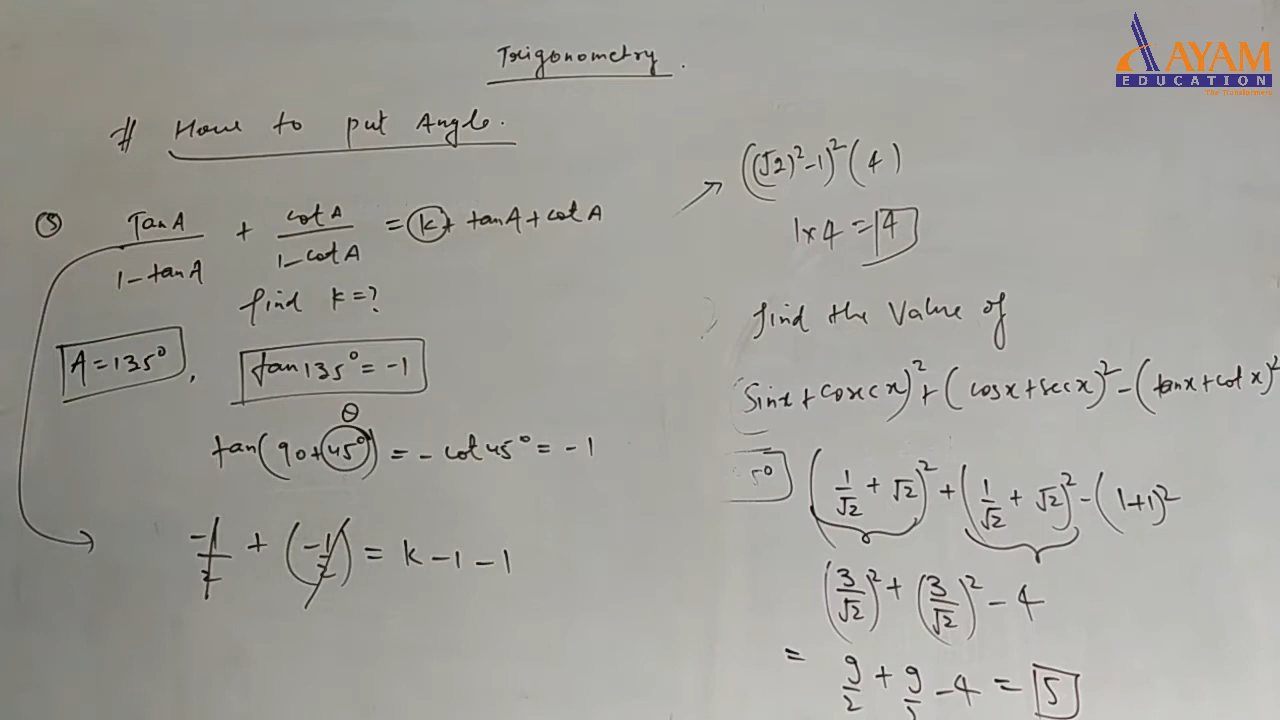 Trigonometry.
AYAM
EDUCATION
# How to put Angle.
⑤ TanA/(1-tanA) + cotA/(1-cotA) = k + tanA + cotA
find k=?
A=135°, tan135° = -1
θ
tan(90+45°) = -cot45° = -1
-1/2 + (-1/2) = k-1-1
((√2)²-1)²(4)
1×4 = 4
find the Value of
(Sinx + cosecx)² + (cosx + secx)² - (tanx + cotx)²
5° (1/√2 + √2)² + (1/√2 + √2)² - (1+1)²
(3/√2)² + (3/√2)² - 4
= 9/2 + 9/2 - 4 = 5